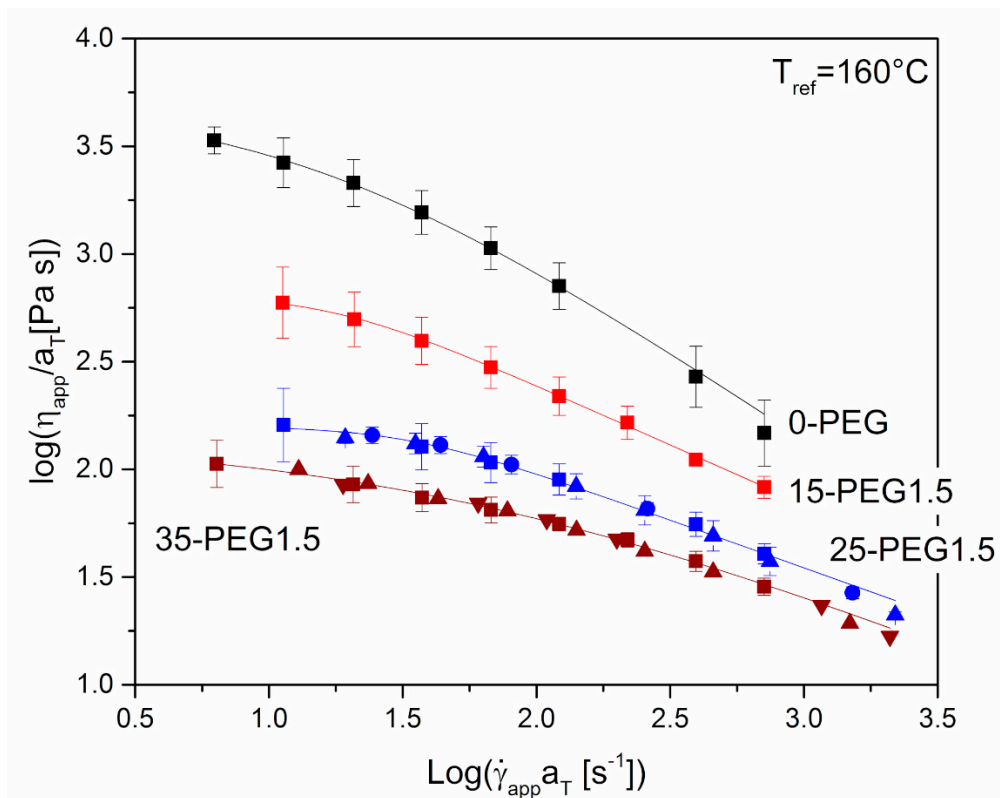 4.0
T_ref=160°C
3.5
3.0
log(η_app/a_T[Pa s]
2.5
0-PEG
2.0
15-PEG1.5
35-PEG1.5
25-PEG1.5
1.5
1.0
0.5 1.0 1.5 2.0 2.5 3.0 3.5
Log(γ̇_app a_T [s⁻¹])